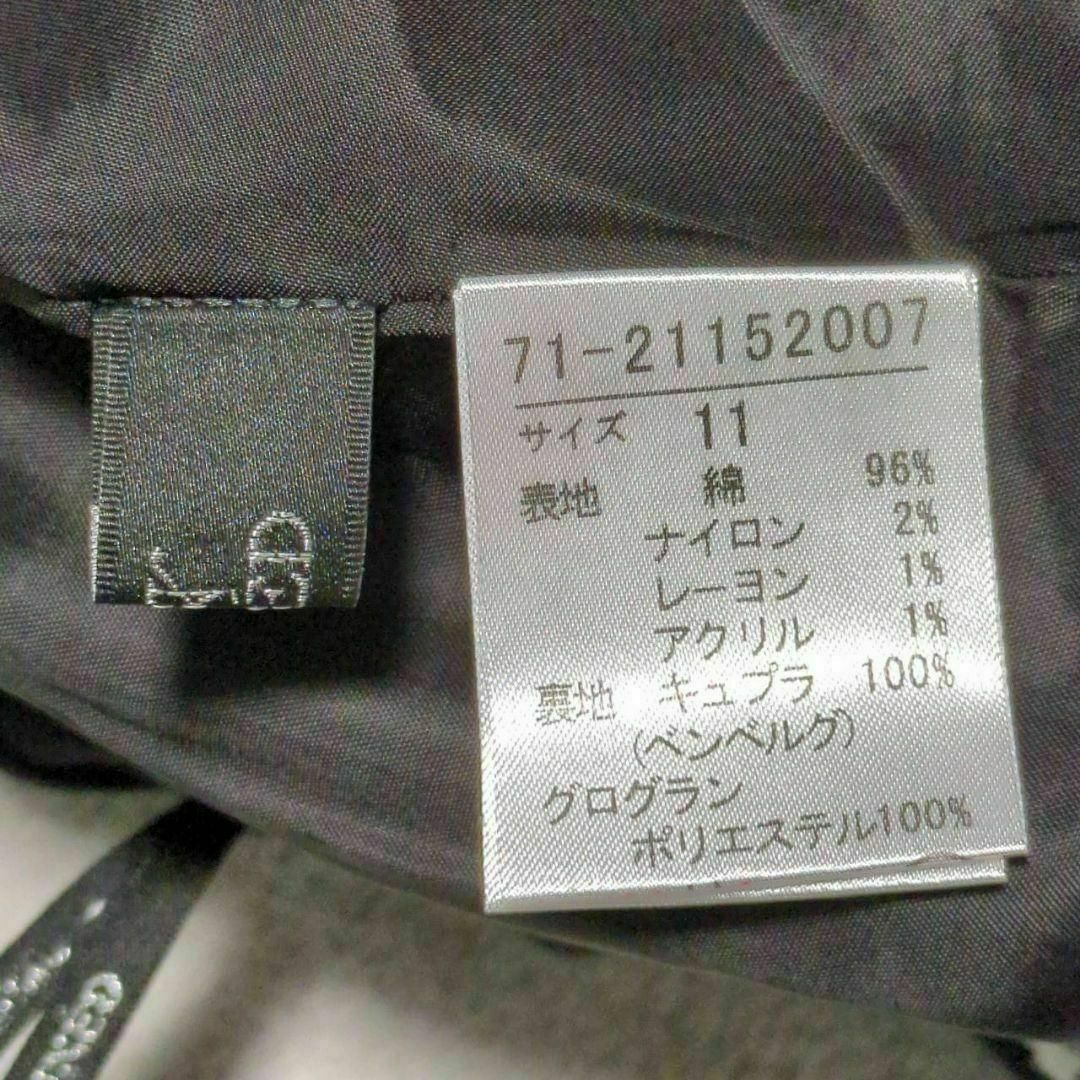 71-21152007
サイズ 11
表地 綿 96%
ナイロン 2%
レーヨン 1%
アクリル 1%
裏地 キュプラ 100%
(ベンベルグ)
グログラン
ポリエステル100%